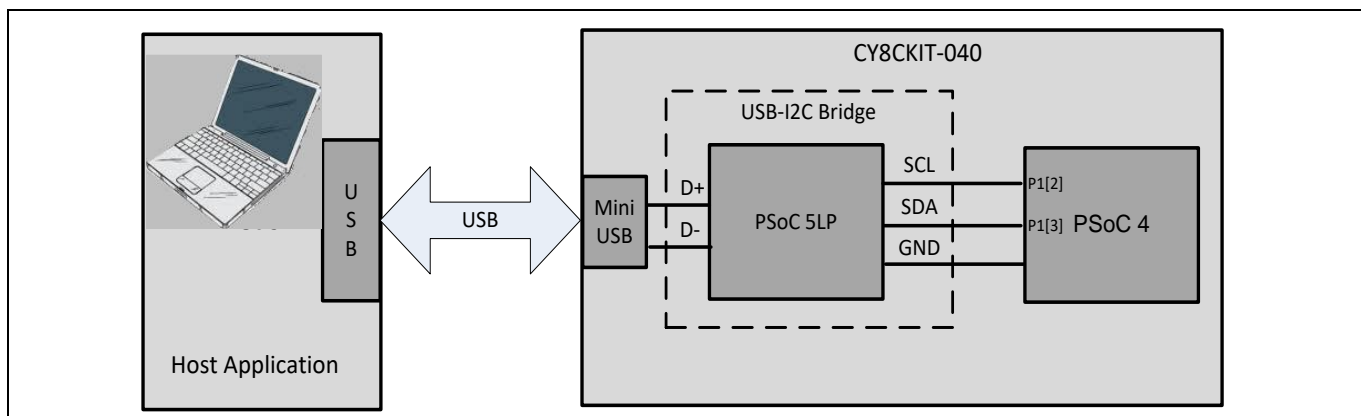 CY8CKIT-040
USB-I2C Bridge
U
S
B
USB
Mini
USB
D+
D-
PSoC 5LP
SCL
SDA
GND
P1[2]
P1[3]
PSoC 4
Host Application